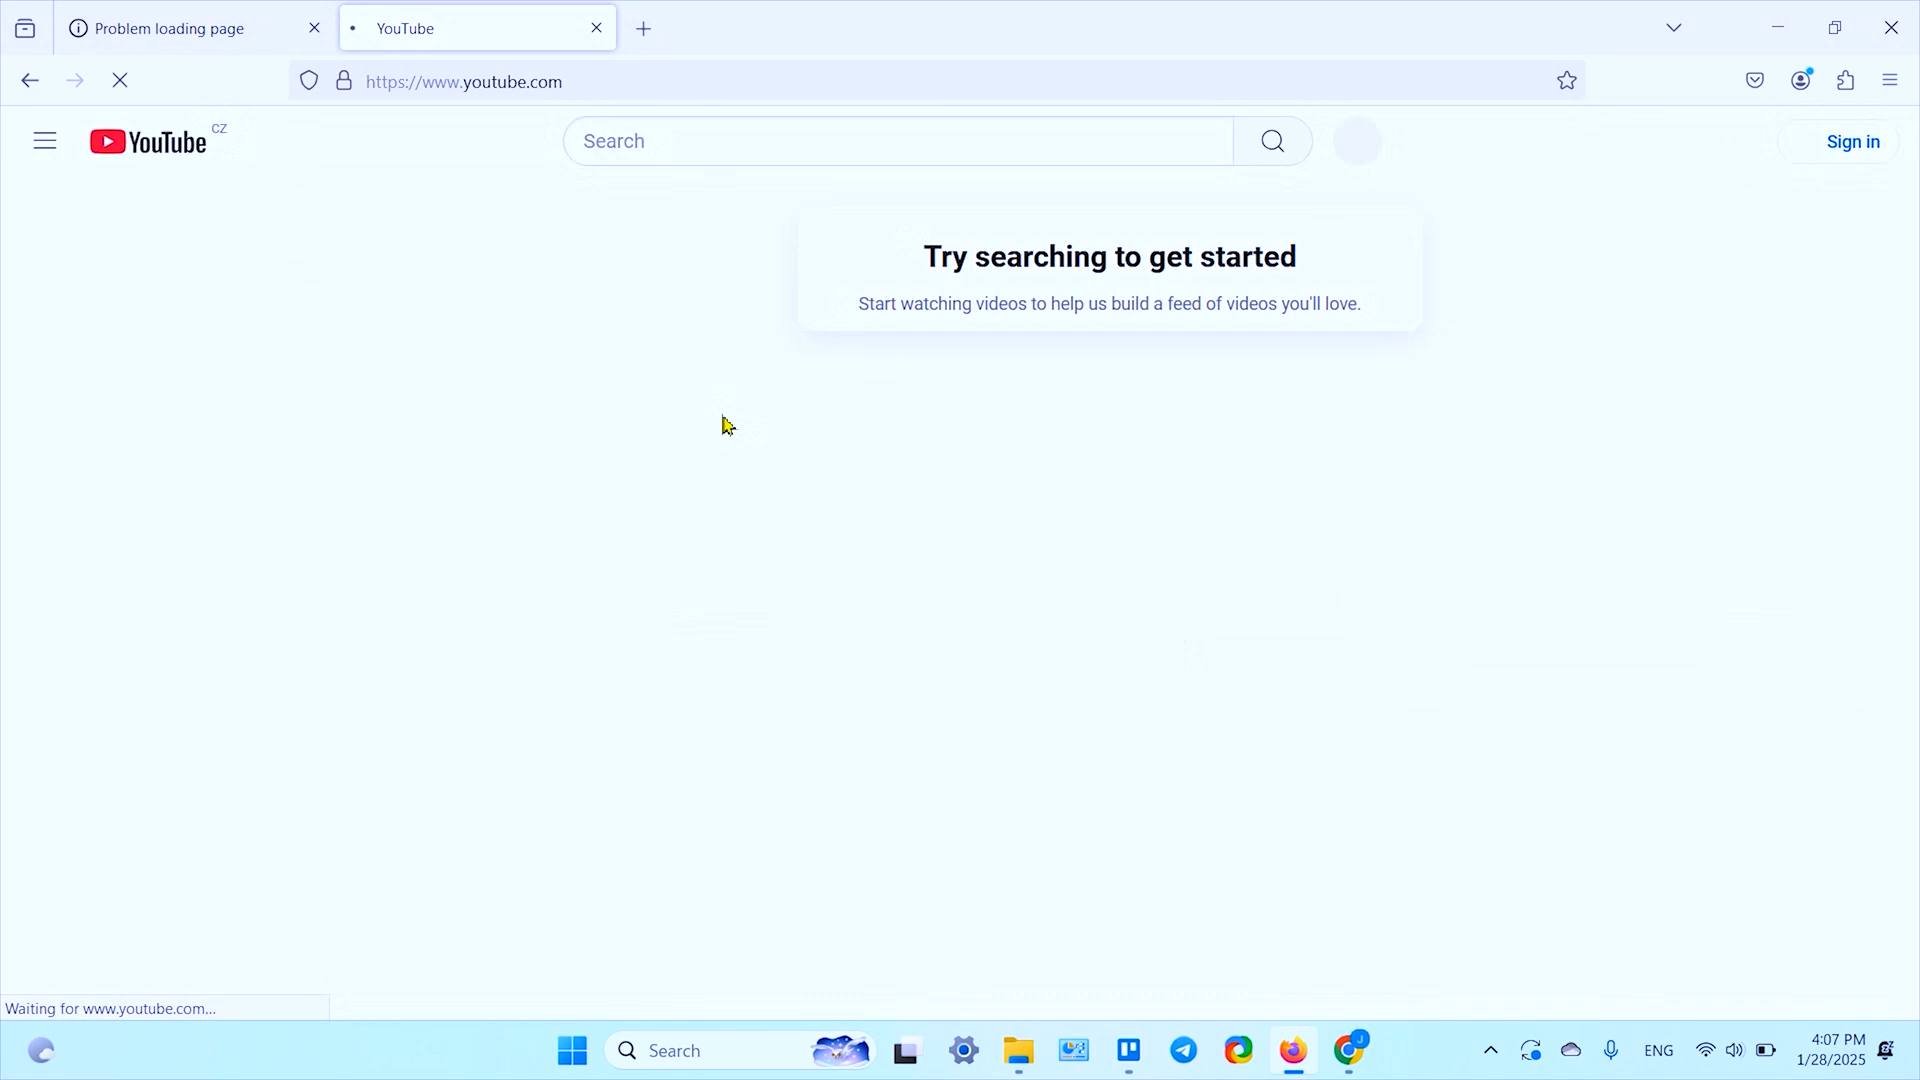 Problem loading page
YouTube
https://www.youtube.com
YouTube CZ
Search
Sign in
Try searching to get started
Start watching videos to help us build a feed of videos you'll love.
Waiting for www.youtube.com...
Search
J
ENG
4:07 PM
1/28/2025